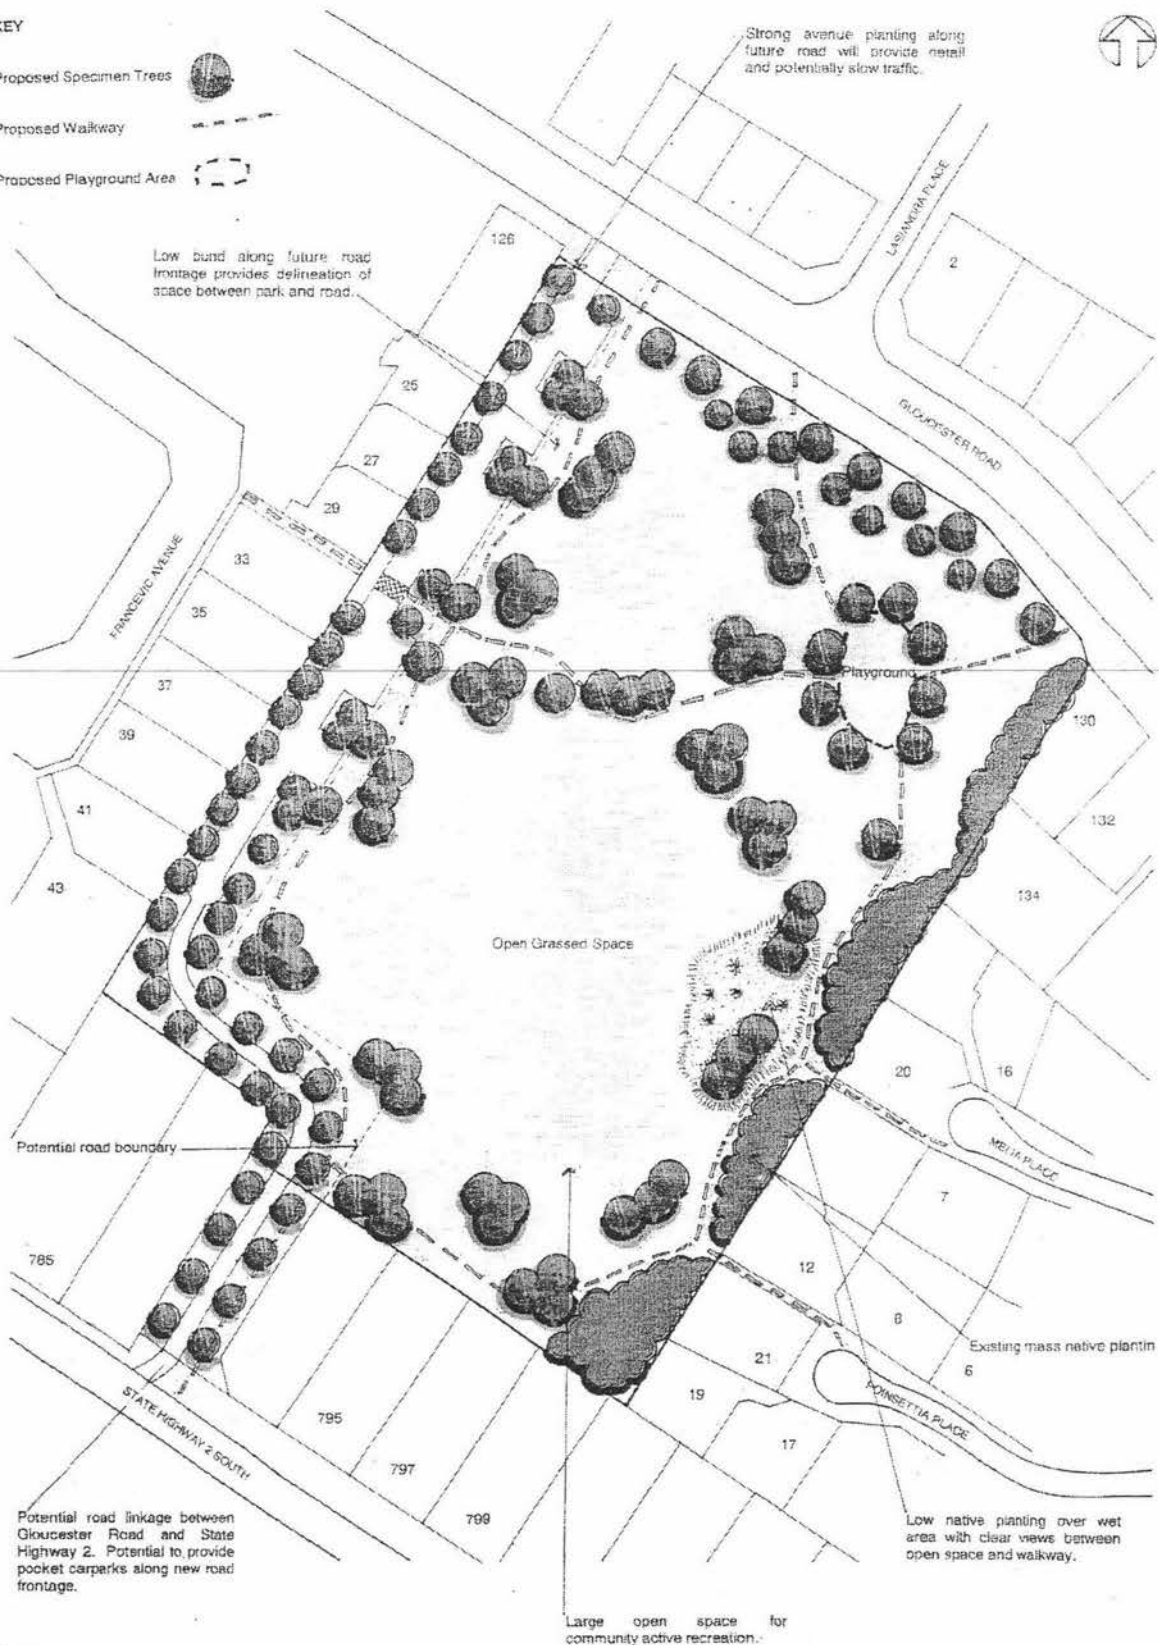 KEY
Proposed Specimen Trees
Proposed Walkway
Proposed Playground Area
Strong avenue planting along
future road will provide detail
and potentially slow traffic.
Low bund along future road
frontage provides delineation of
space between park and road.
LASIANDRA PLACE
2
126
25
27
29
33
35
37
39
41
43
FRANCEVIC AVENUE
GLOUCESTER ROAD
Playground
130
132
134
Open Grassed Space
20
16
MELIA PLACE
7
Potential road boundary
785
12
8
Existing mass native plantin
6
21
19
17
POINSETTIA PLACE
STATE HIGHWAY 2 SOUTH
795
797
799
Potential road linkage between
Gloucester Road and State
Highway 2. Potential to provide
pocket carparks along new road
frontage.
Low native planting over wet
area with clear views between
open space and walkway.
Large open space for
community active recreation.